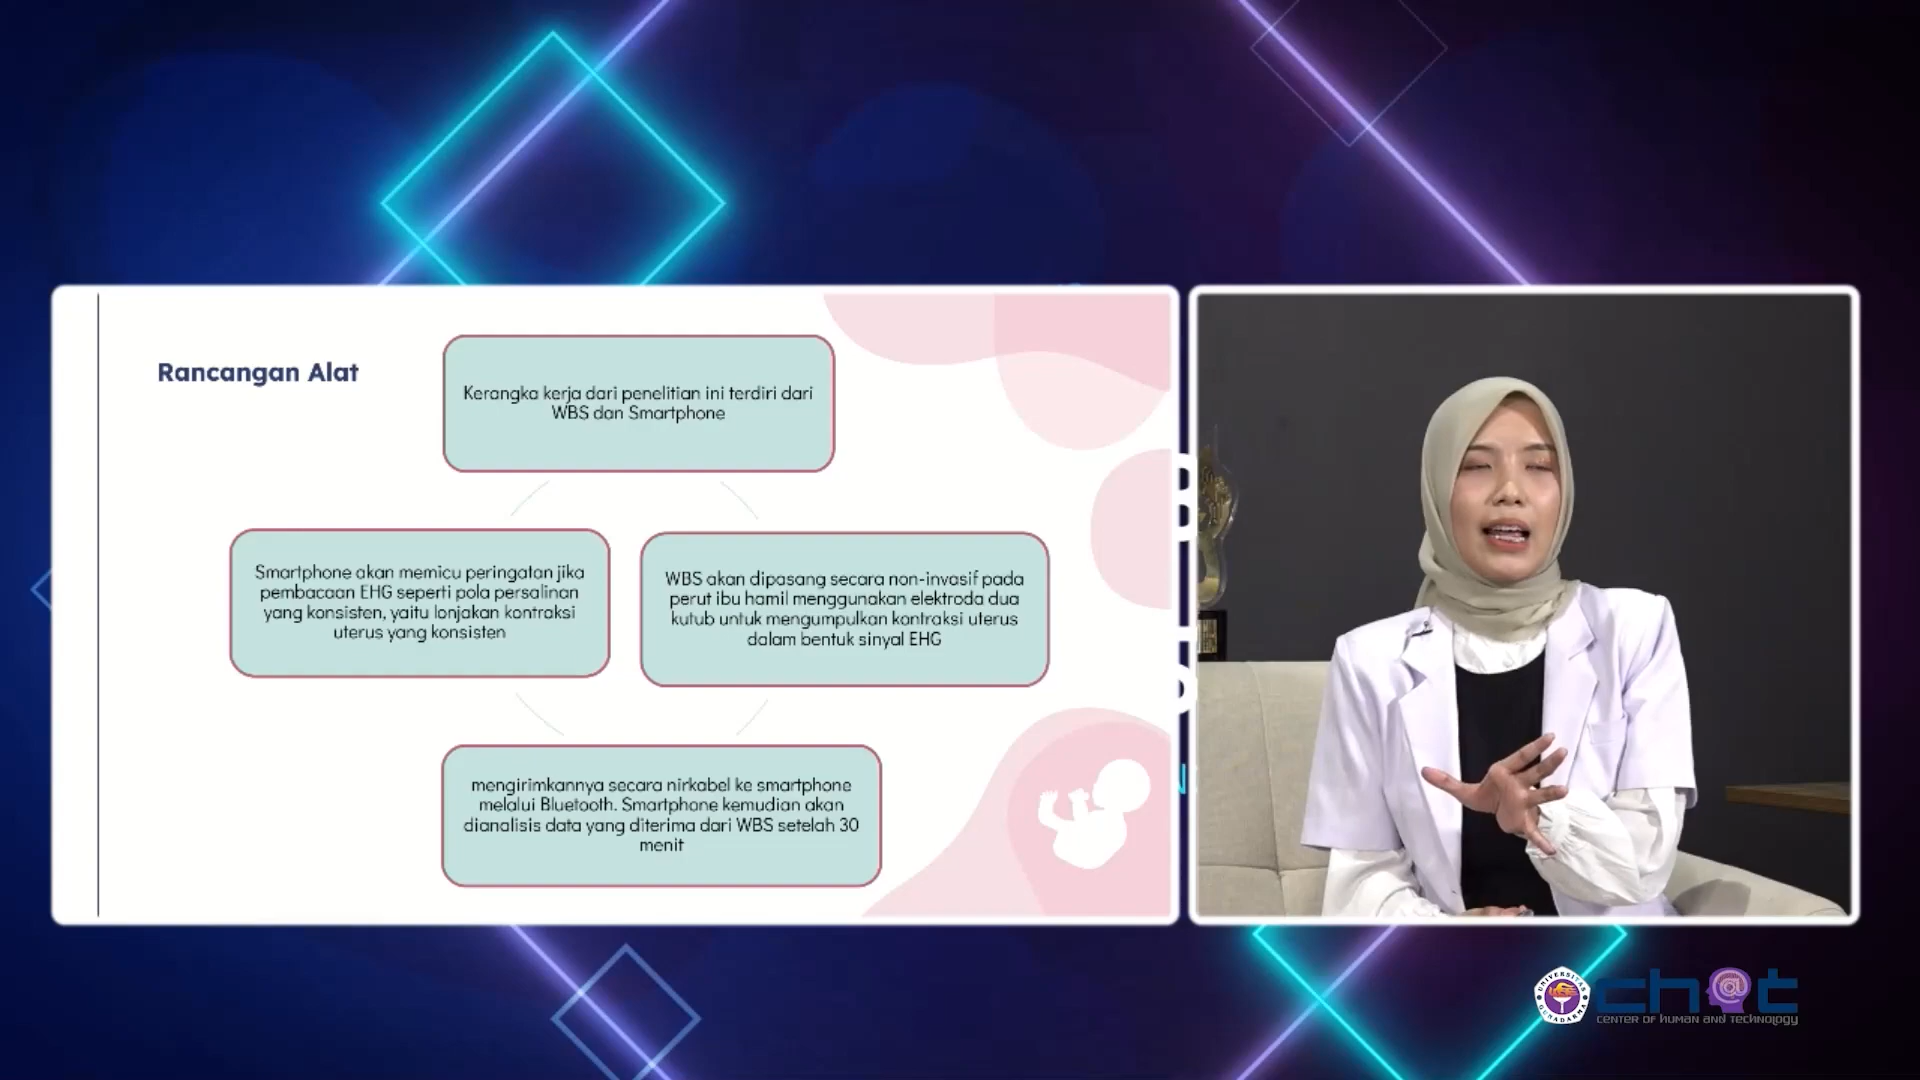 Rancangan Alat
Kerangka kerja dari penelitian ini terdiri dari
WBS dan Smartphone
Smartphone akan memicu peringatan jika
pembacaan EHG seperti pola persalinan
yang konsisten, yaitu lonjakan kontraksi
uterus yang konsisten
WBS akan dipasang secara non-invasif pada
perut ibu hamil menggunakan elektroda dua
kutub untuk mengumpulkan kontraksi uterus
dalam bentuk sinyal EHG
mengirimkannya secara nirkabel ke smartphone
melalui Bluetooth. Smartphone kemudian akan
dianalisis data yang diterima dari WBS setelah 30
menit
UNIVERSITAS
GUNADARMA
ch@t
CENTER OF HUMAN AND TECHNOLOGY